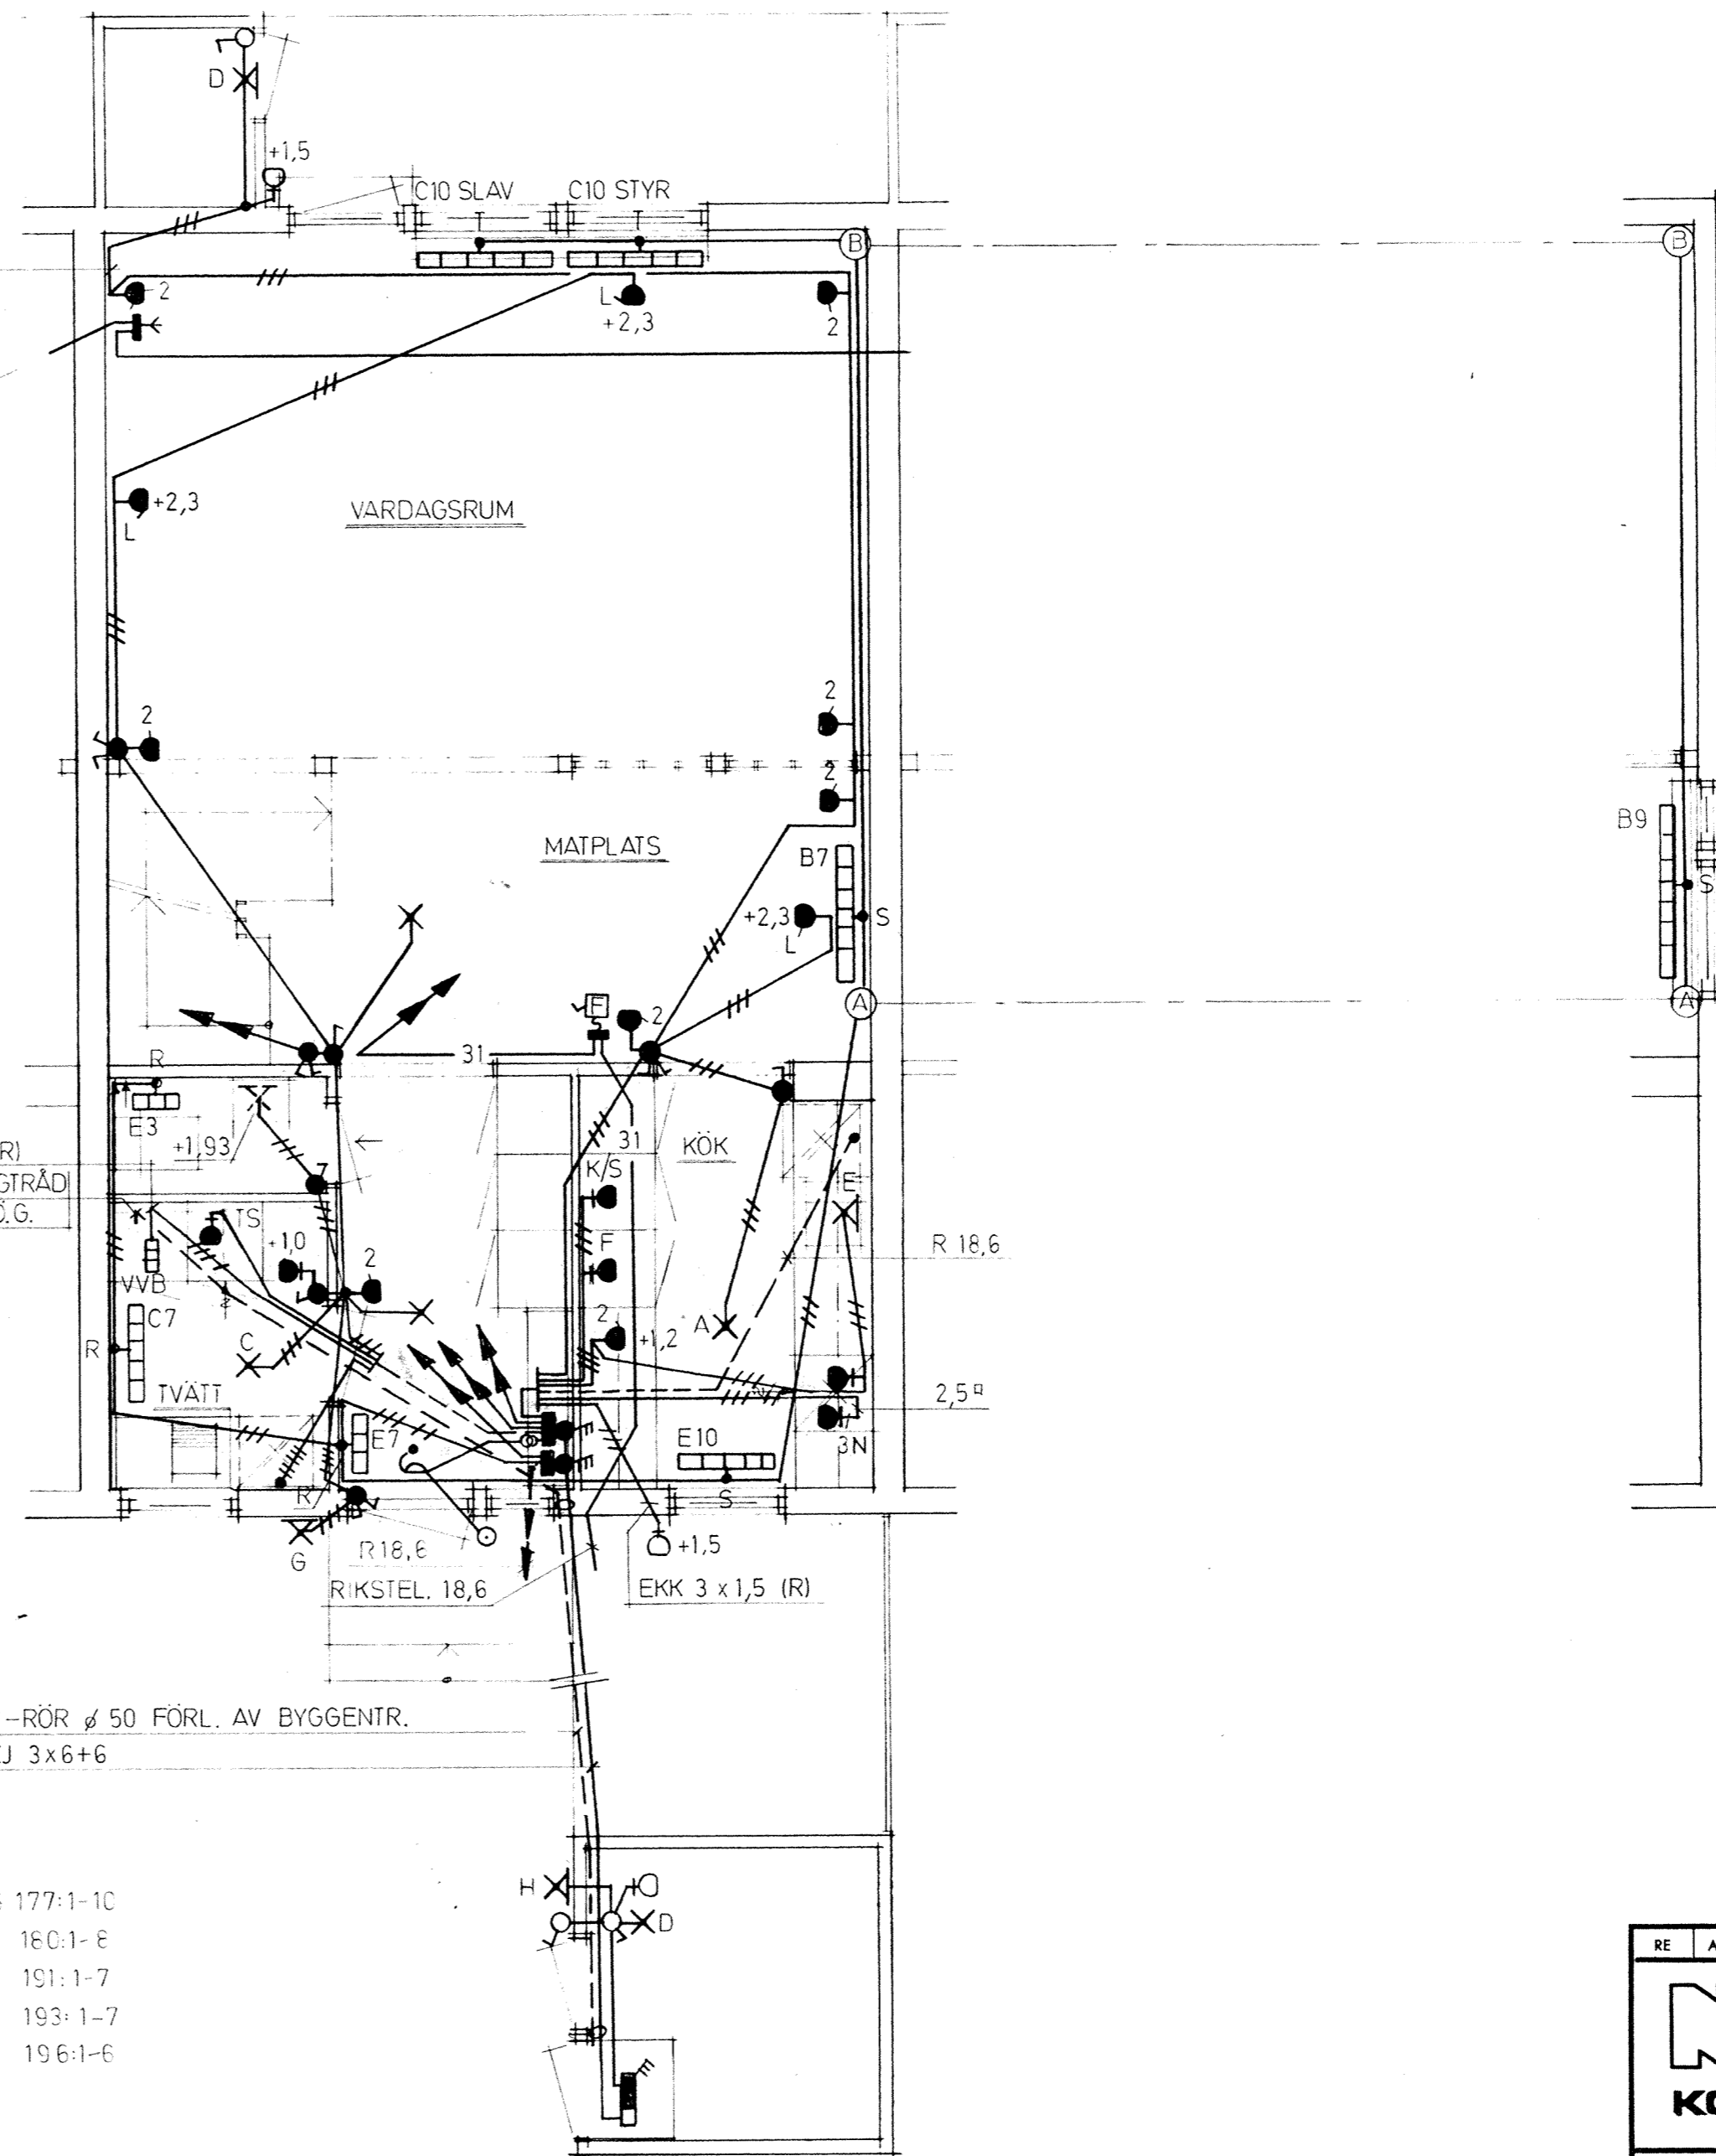 D
+1,5
C10 SLAV
C10 STYR
B
B
2
L
+2,3
2
+2,3
L
VARDAGSRUM
2
2
2
MATPLATS
B7
B9
+2,3
L
S
S
F
2
A
A
31
R
E3
+1,93
31
KÖK
R)
GTRÅD
Ö.G.
K/S
E
TS
+1,0
2
F
R 18,6
VVB
C7
2
+1,2
A
R
C
TVÄTT
2,5
E7
E10
3N
R
S
G
R18,6
+1,5
RIKSTEL. 18,6
EKK 3 x 1,5 (R)
-RÖR ø 50 FÖRL. AV BYGGENTR.
J 3x6+6
H
D
177:1-10
180:1-8
191:1-7
193:1-7
196:1-6
RE
A
KO